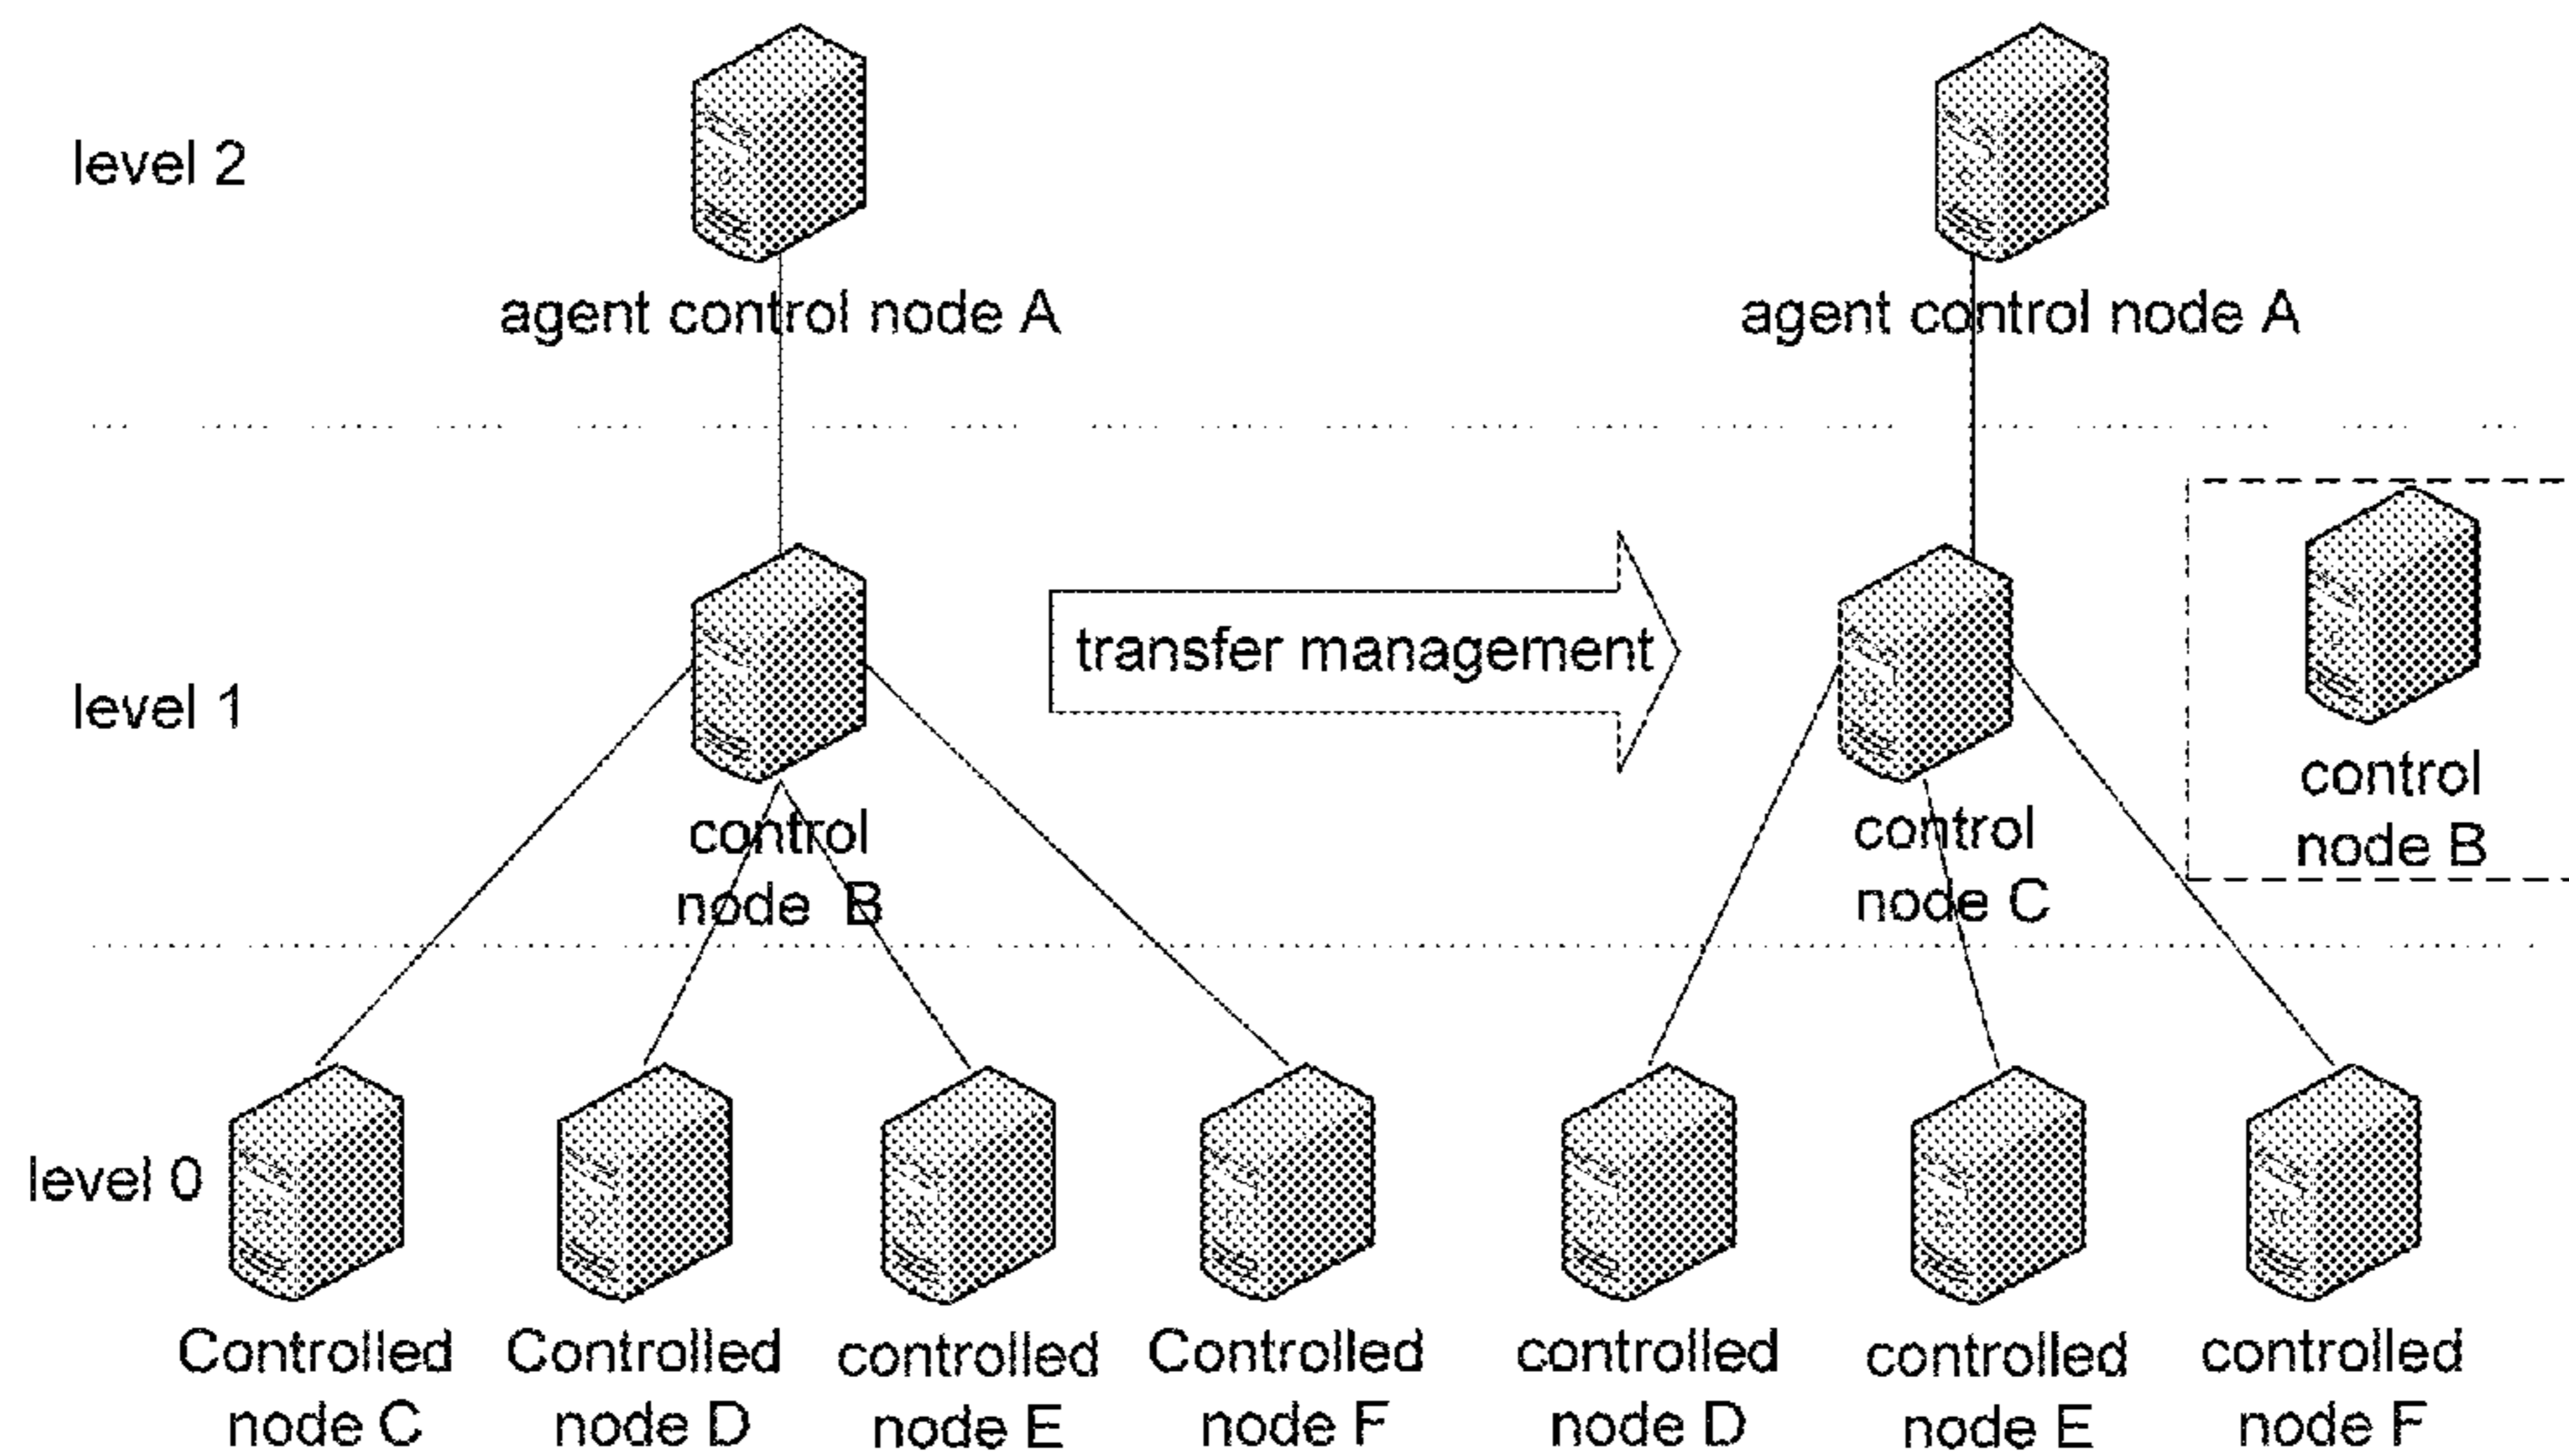 level 2
agent control node A
agent control node A
level 1
transfer management
control
node B
control
node C
control
node B
level 0
Controlled
node C
Controlled
node D
controlled
node E
Controlled
node F
controlled
node D
controlled
node E
controlled
node F